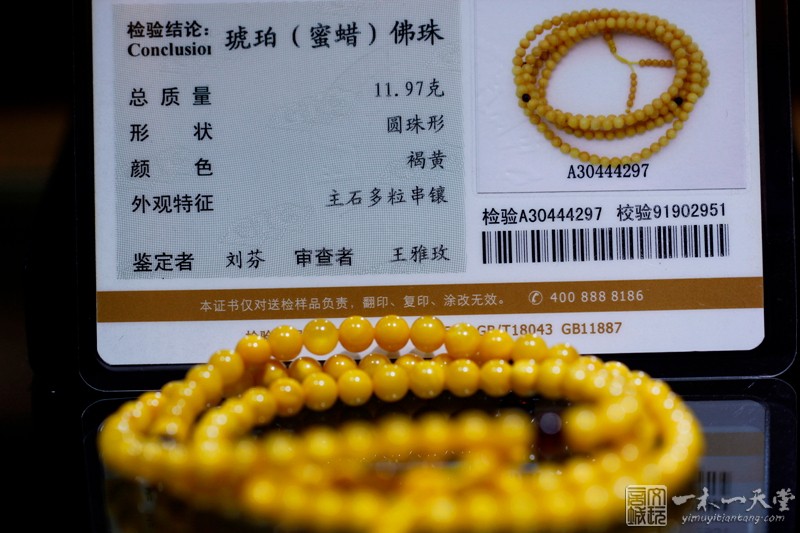 检验结论: 琥珀（蜜蜡）佛珠
Conclusion
总质量 11.97克
形状 圆珠形
颜色 褐黄
外观特征 主石多粒串镶
鉴定者 刘芬 审查者 王雅玫
A30444297
检验A30444297 校验91902951
本证书仅对送检样品负责，翻印、复印、涂改无效。 400 888 8186
GB/T18043 GB11887
一木一天堂
yimuyitiantang.com